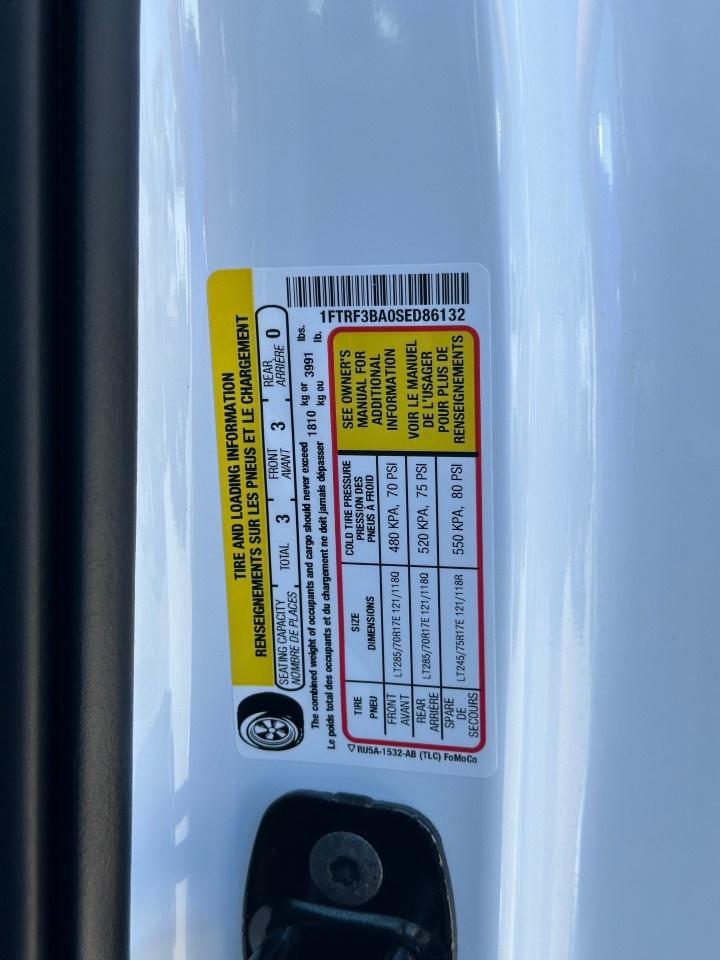 TIRE AND LOADING INFORMATION
RENSEIGNEMENTS SUR LES PNEUS ET LE CHARGEMENT
SEATING CAPACITY TOTAL 3 FRONT 3 REAR 0
NOMBRE DE PLACES AVANT ARRIÈRE
The combined weight of occupants and cargo should never exceed 1810 kg or 3991 lbs.
Le poids total des occupants et du chargement ne doit jamais dépasser kg ou lb.
1FTRF3BA0SED86132
TIRE SIZE COLD TIRE PRESSURE
PNEU DIMENSIONS PRESSION DES
PNEUS À FROID
FRONT LT285/70R17E 121/118Q 480 KPA, 70 PSI
AVANT
REAR LT285/70R17E 121/118Q 520 KPA, 75 PSI
ARRIÈRE
SPARE LT245/75R17E 121/118R 550 KPA, 80 PSI
DE
SECOURS
SEE OWNER'S
MANUAL FOR
ADDITIONAL
INFORMATION
VOIR LE MANUEL
DE L'USAGER
POUR PLUS DE
RENSEIGNEMENTS
RU5A-1532-AB (TLC) FoMoCo